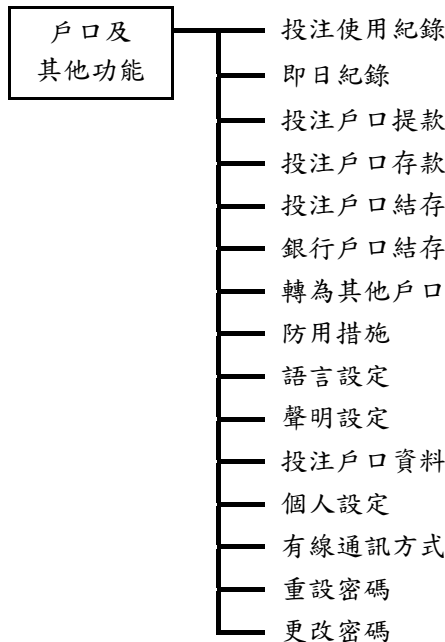 戶口及
其他功能
投注使用紀錄
即日紀錄
投注戶口提款
投注戶口存款
投注戶口結存
銀行戶口結存
轉為其他戶口
防用措施
語言設定
聲明設定
投注戶口資料
個人設定
有線通訊方式
重設密碼
更改密碼